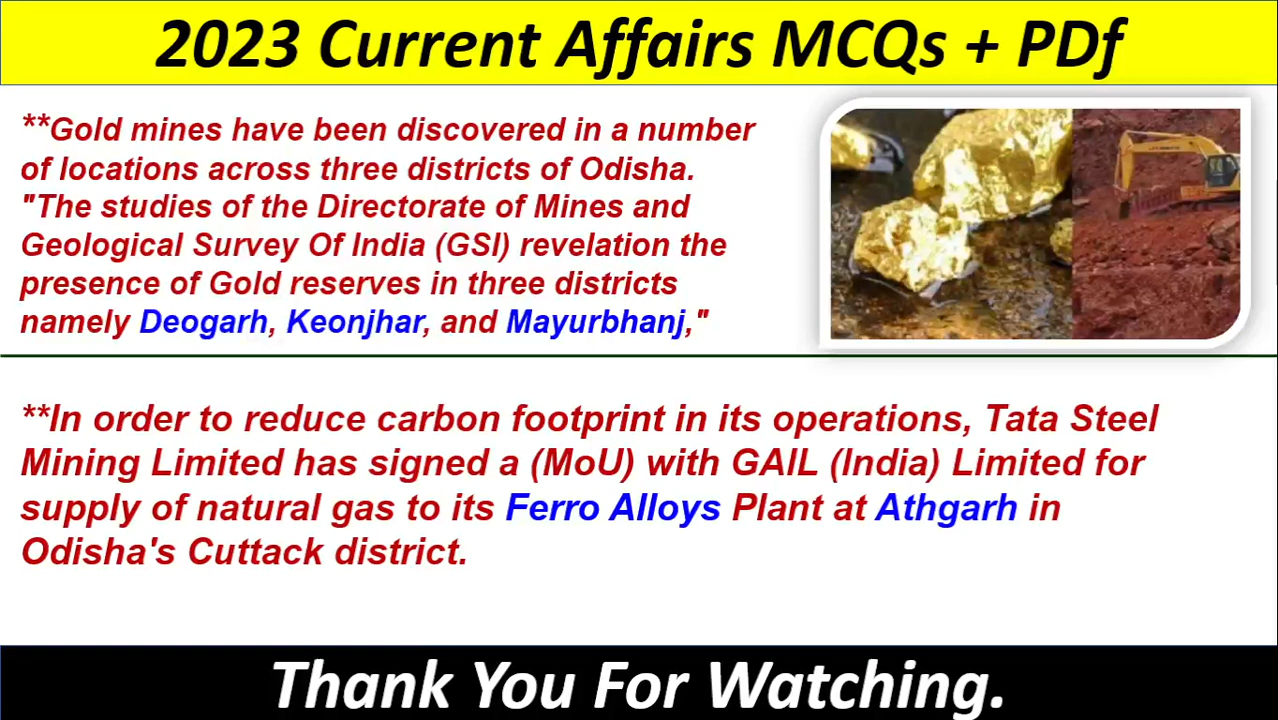 2023 Current Affairs MCQs + PDf
**Gold mines have been discovered in a number
of locations across three districts of Odisha.
"The studies of the Directorate of Mines and
Geological Survey Of India (GSI) revelation the
presence of Gold reserves in three districts
namely Deogarh, Keonjhar, and Mayurbhanj,"
**In order to reduce carbon footprint in its operations, Tata Steel
Mining Limited has signed a (MoU) with GAIL (India) Limited for
supply of natural gas to its Ferro Alloys Plant at Athgarh in
Odisha's Cuttack district.
Thank You For Watching.